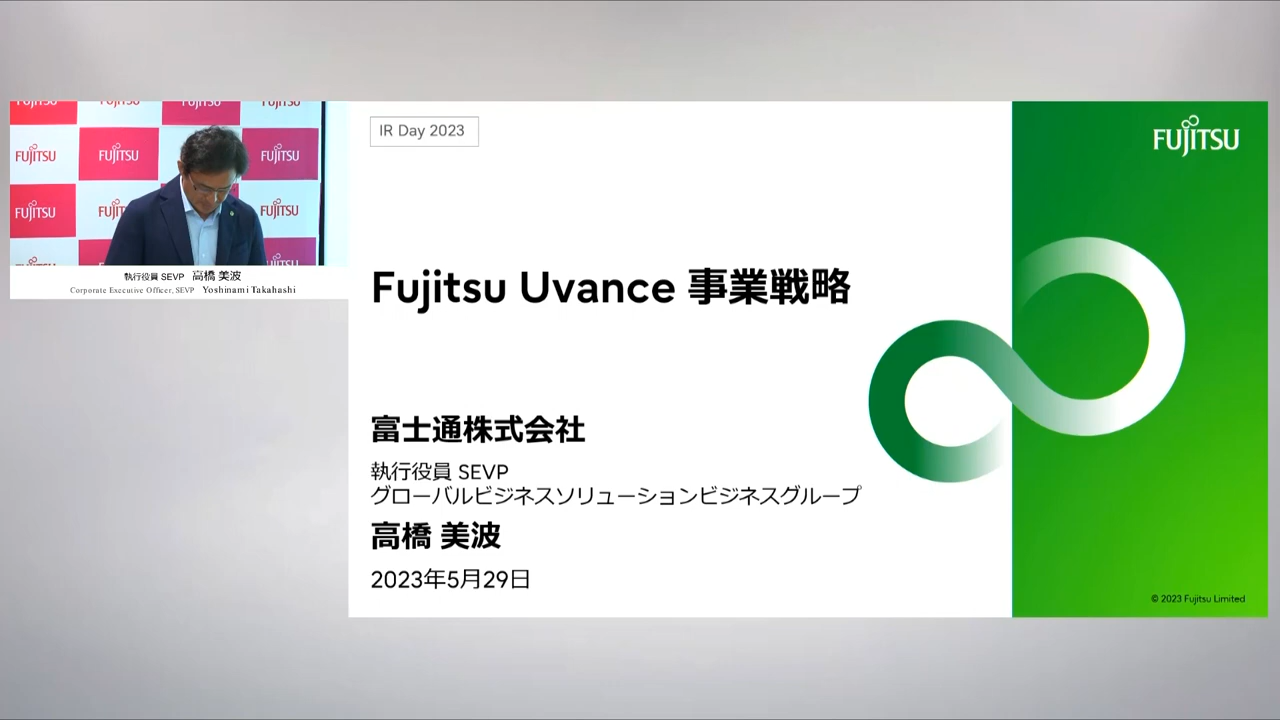 FUJITSU
FUJITSU
FUJITSU
FUJITSU
FUJITSU
執行役員 SEVP 高橋 美波
Corporate Executive Officer, SEVP Yoshinami Takahashi
IR Day 2023
FUJITSU
Fujitsu Uvance 事業戦略
富士通株式会社
執行役員 SEVP
グローバルビジネスソリューションビジネスグループ
高橋 美波
2023年5月29日
© 2023 Fujitsu Limited